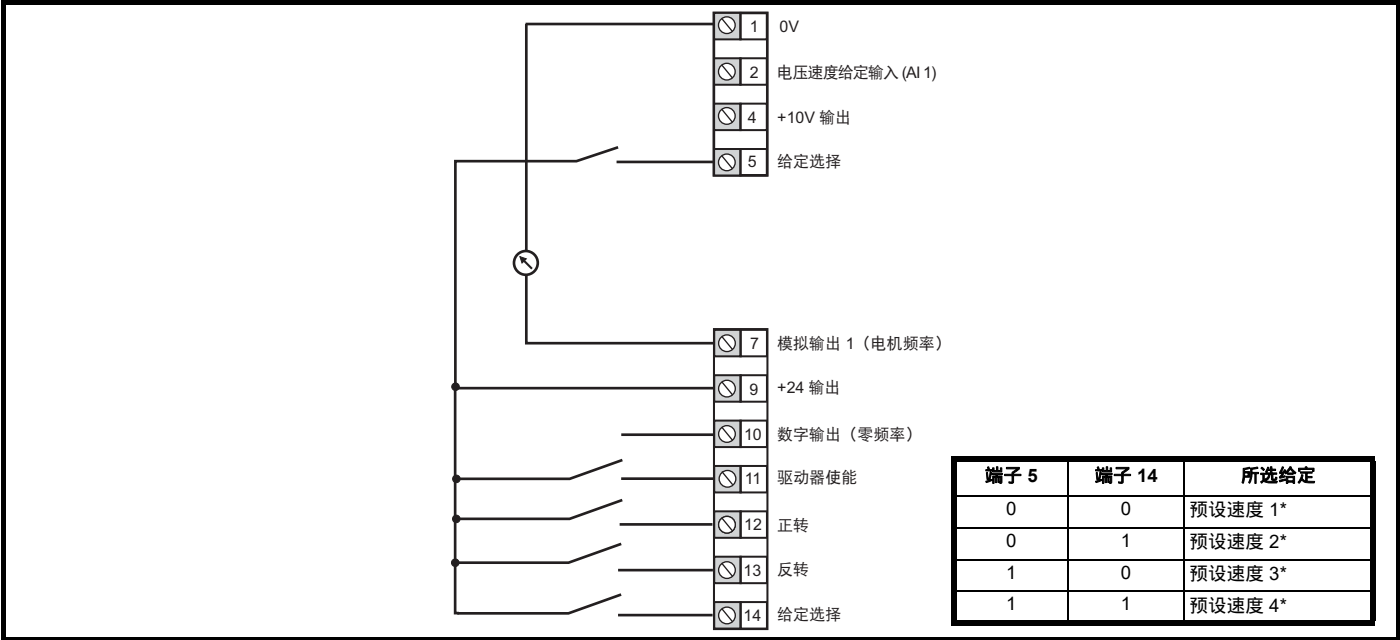 1 0V
2 电压速度给定输入 (AI 1)
4 +10V 输出
5 给定选择
7 模拟输出 1（电机频率）
9 +24 输出
10 数字输出（零频率）
11 驱动器使能
12 正转
13 反转
14 给定选择
端子 5 端子 14 所选给定
0 0 预设速度 1*
0 1 预设速度 2*
1 0 预设速度 3*
1 1 预设速度 4*